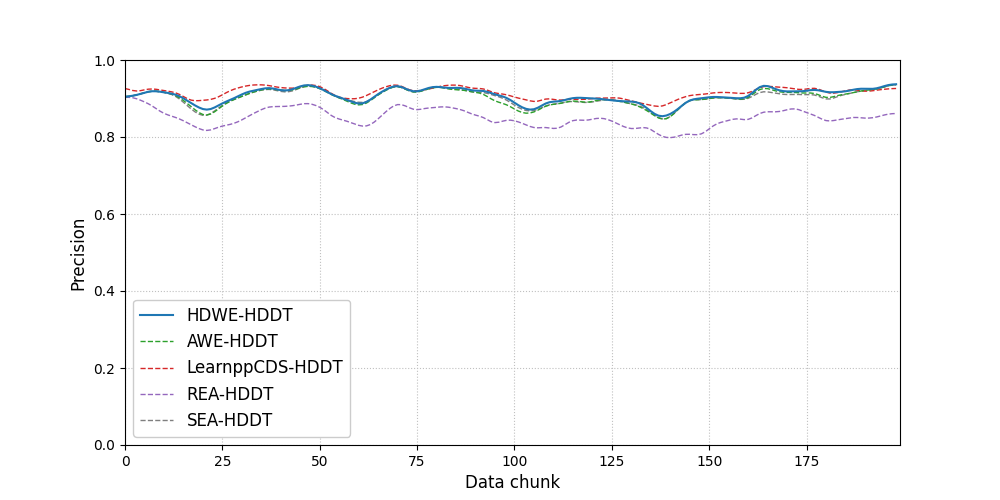 1.0
0.8
0.6
0.4
0.2
0.0
Precision
HDWE-HDDT
AWE-HDDT
LearnppCDS-HDDT
REA-HDDT
SEA-HDDT
0 25 50 75 100 125 150 175
Data chunk